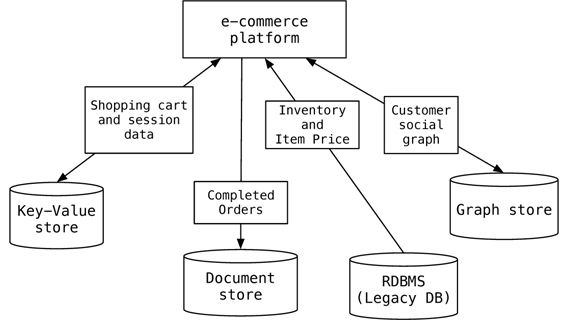 e-commerce
platform
Shopping cart
and session
data
Inventory
and
Item Price
Customer
social
graph
Completed
Orders
Key-Value
store
Graph store
Document
store
RDBMS
(Legacy DB)